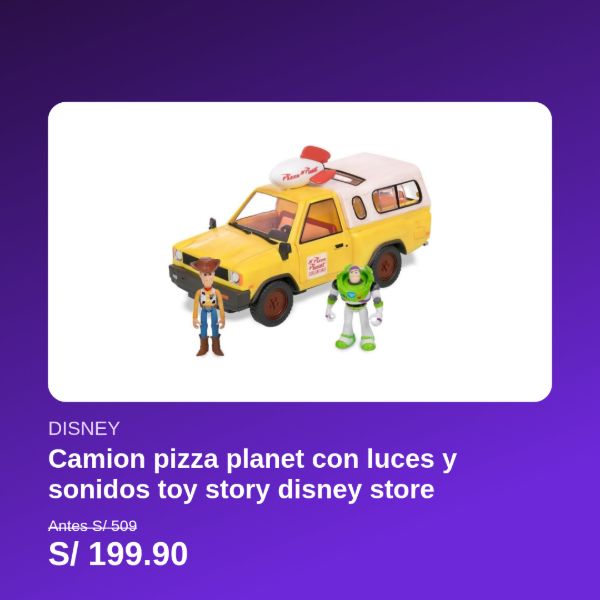 DISNEY
Camion pizza planet con luces y
sonidos toy story disney store
Antes S/ 509
S/ 199.90